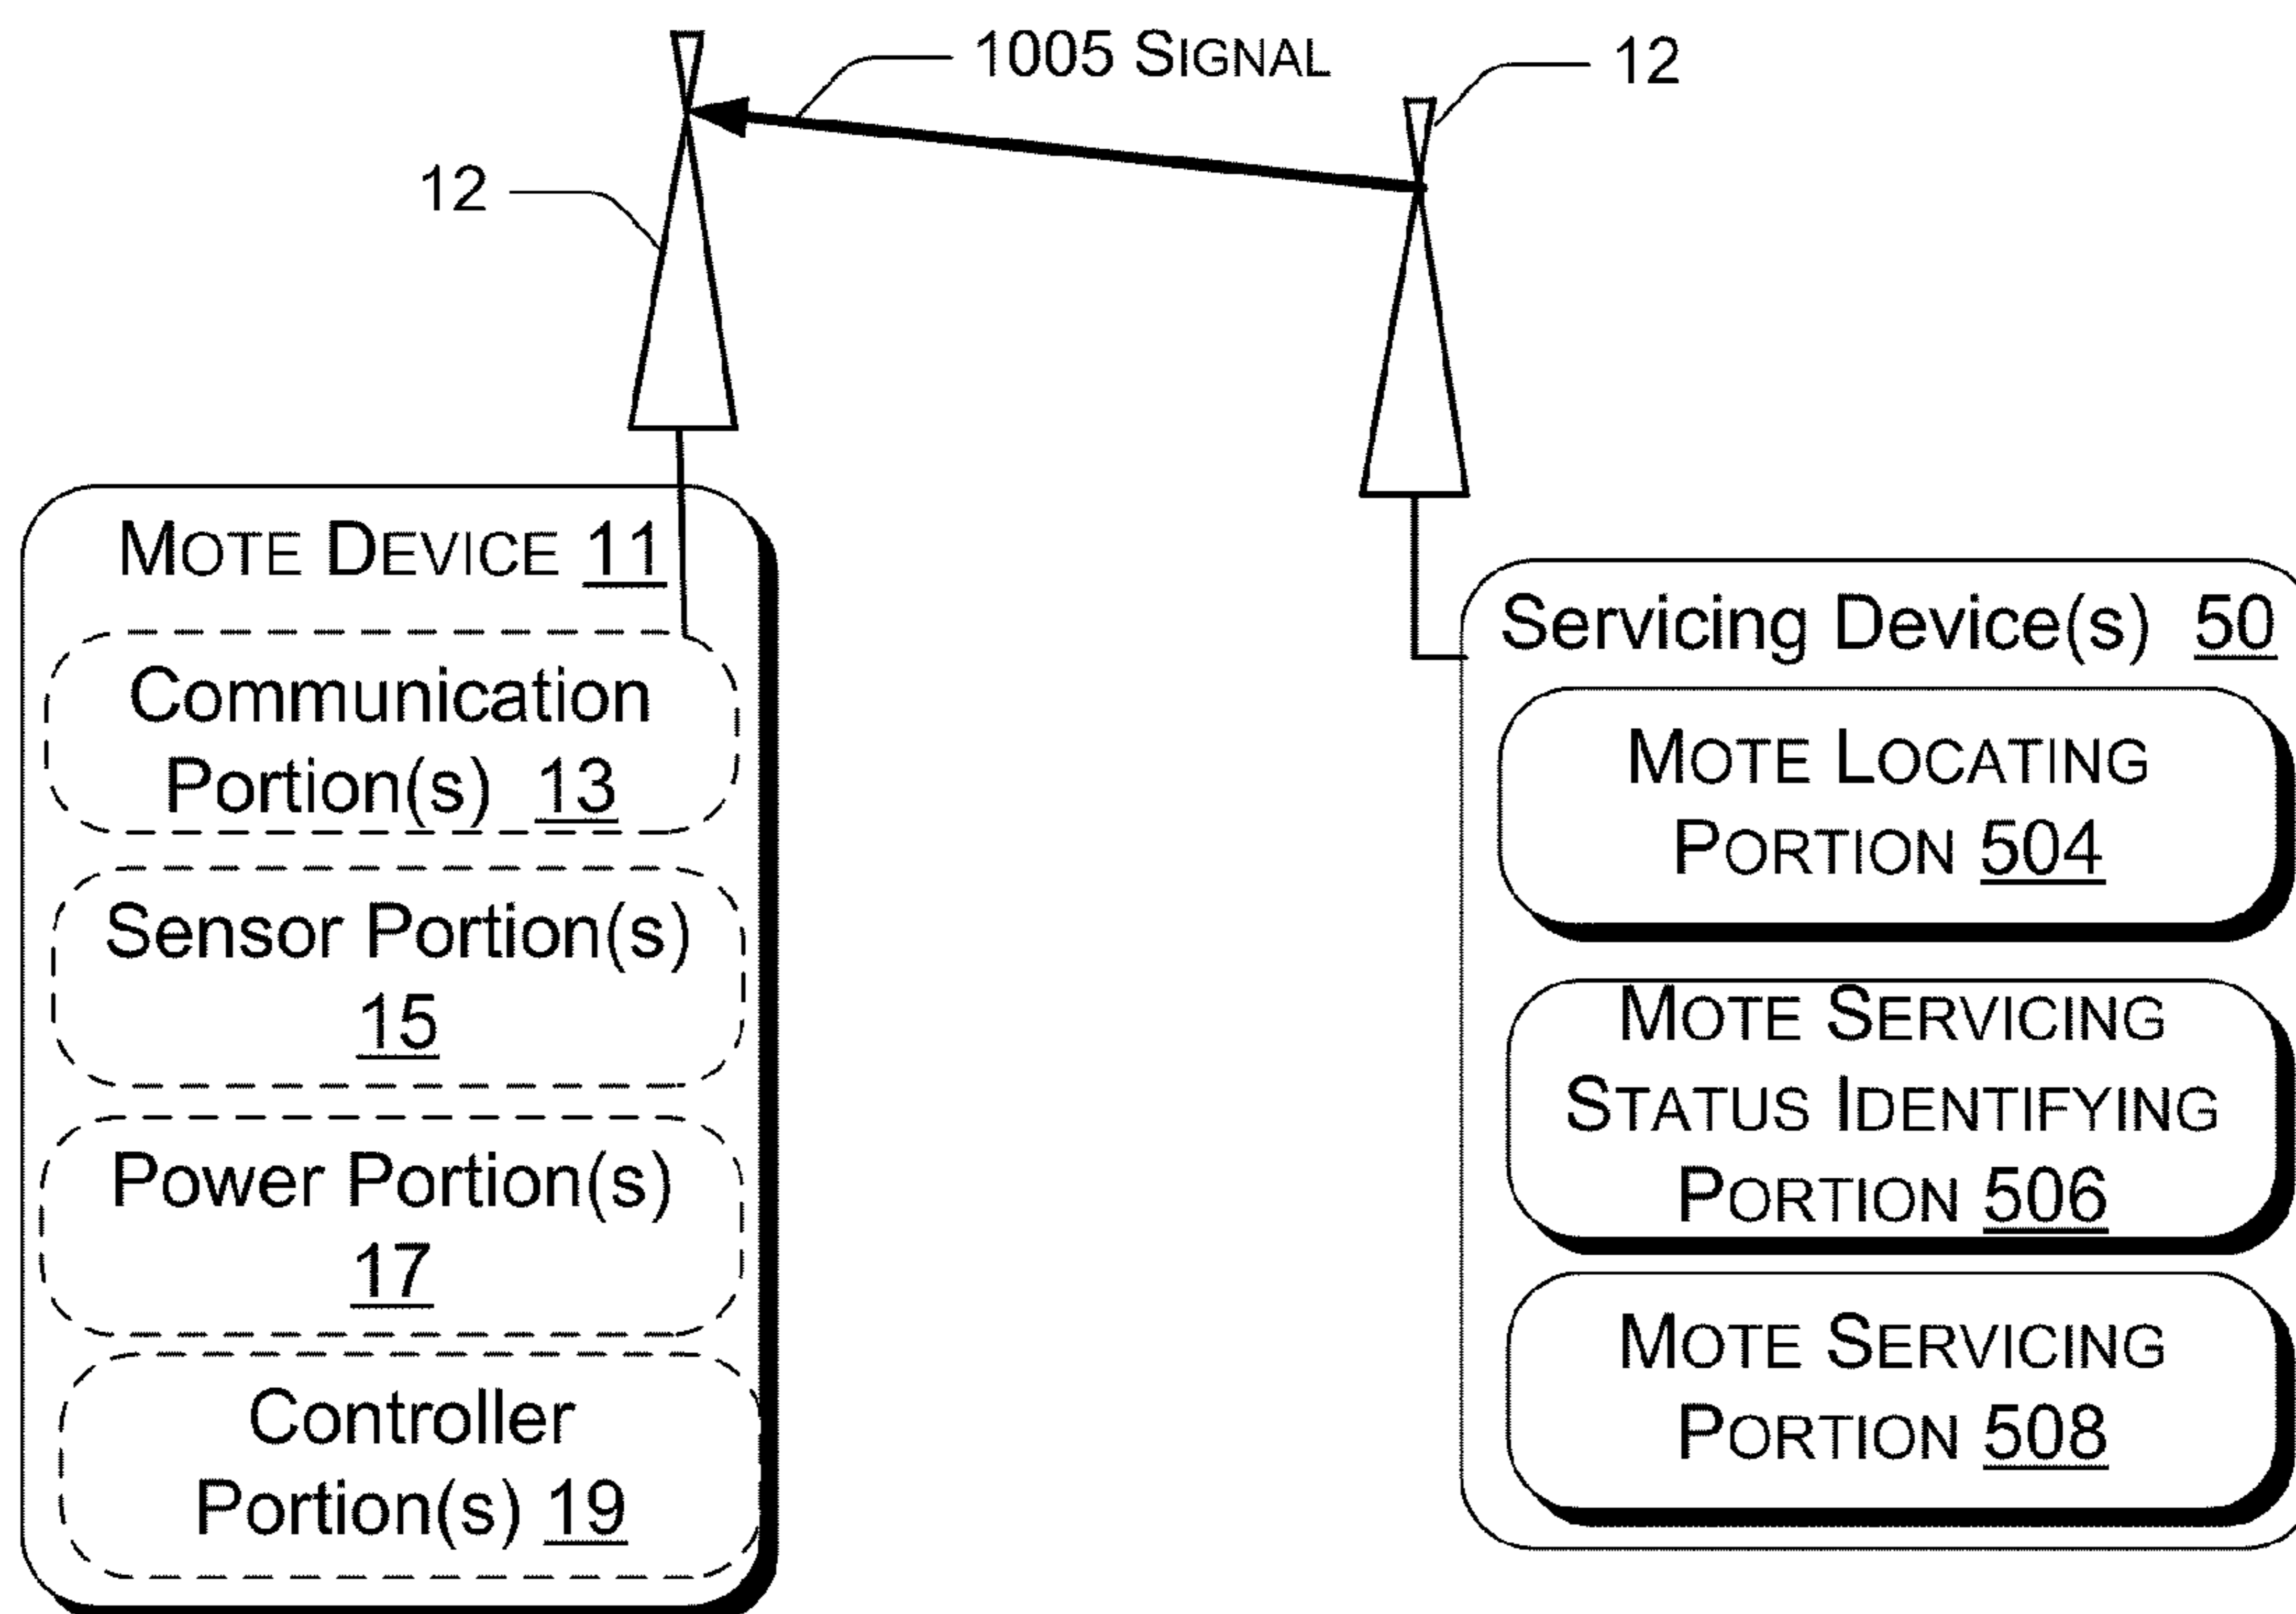 1005 SIGNAL
12
12
MOTE DEVICE 11
Communication
Portion(s) 13
Sensor Portion(s)
15
Power Portion(s)
17
Controller
Portion(s) 19
Servicing Device(s) 50
MOTE LOCATING
PORTION 504
MOTE SERVICING
STATUS IDENTIFYING
PORTION 506
MOTE SERVICING
PORTION 508